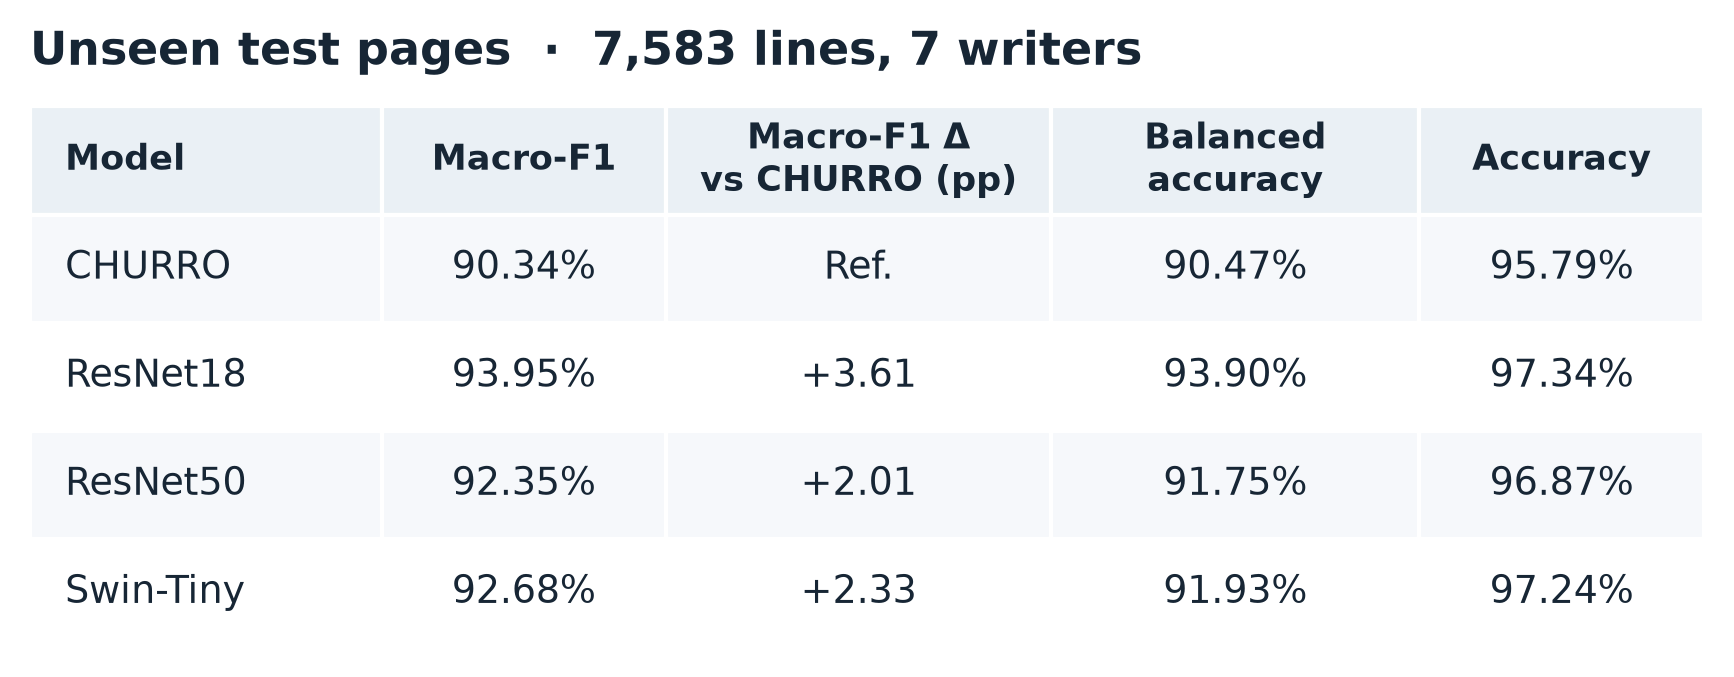 Unseen test pages · 7,583 lines, 7 writers
Model Macro-F1 Macro-F1 Δ vs CHURRO (pp) Balanced accuracy Accuracy
CHURRO 90.34% Ref. 90.47% 95.79%
ResNet18 93.95% +3.61 93.90% 97.34%
ResNet50 92.35% +2.01 91.75% 96.87%
Swin-Tiny 92.68% +2.33 91.93% 97.24%